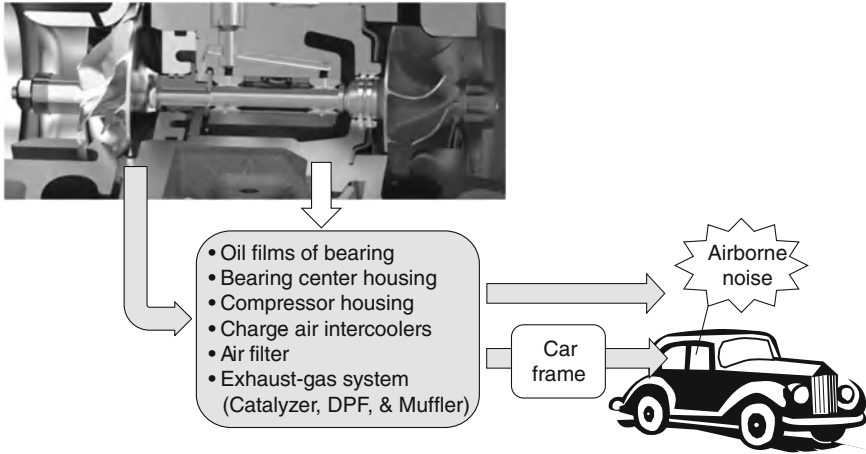 • Oil films of bearing
• Bearing center housing
• Compressor housing
• Charge air intercoolers
• Air filter
• Exhaust-gas system
(Catalyzer, DPF, & Muffler)
Airborne
noise
Car
frame